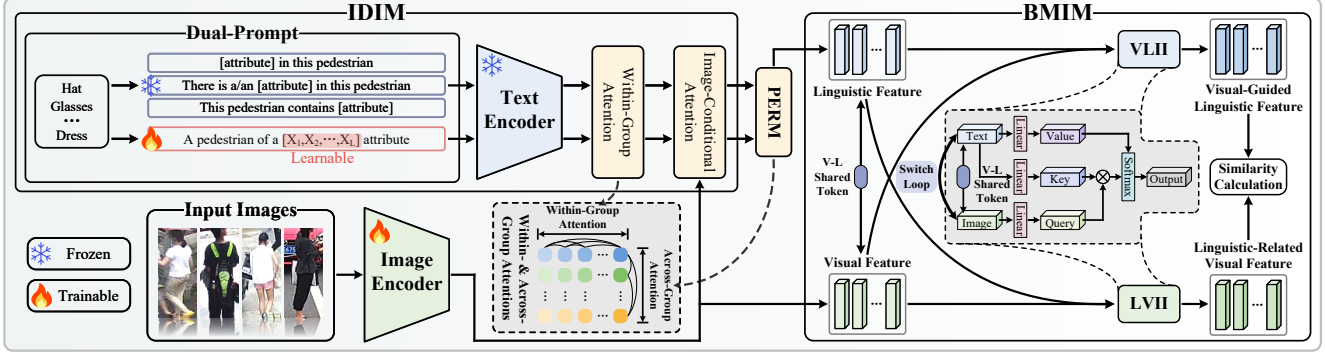 IDIM
BMIM
Dual-Prompt
Hat
Glasses
...
Dress
[attribute] in this pedestrian
There is a/an [attribute] in this pedestrian
This pedestrian contains [attribute]
A pedestrian of a [X₁,X₂,⋯,X_L] attribute
Learnable
Text
Encoder
Within-Group
Attention
Image-Conditional
Attention
PERM
Input Images
Frozen
Trainable
Image
Encoder
Within- & Across-
Group Attentions
Within-Group
Attention
Across-Group
Attention
Linguistic Feature
V-L
Shared
Token
Switch
Loop
Visual Feature
VLII
Text
Linear
Value
V-L
Shared
Token
Linear
Key
Softmax
Output
Image
Linear
Query
LVII
Visual-Guided
Linguistic Feature
Similarity
Calculation
Linguistic-Related
Visual Feature